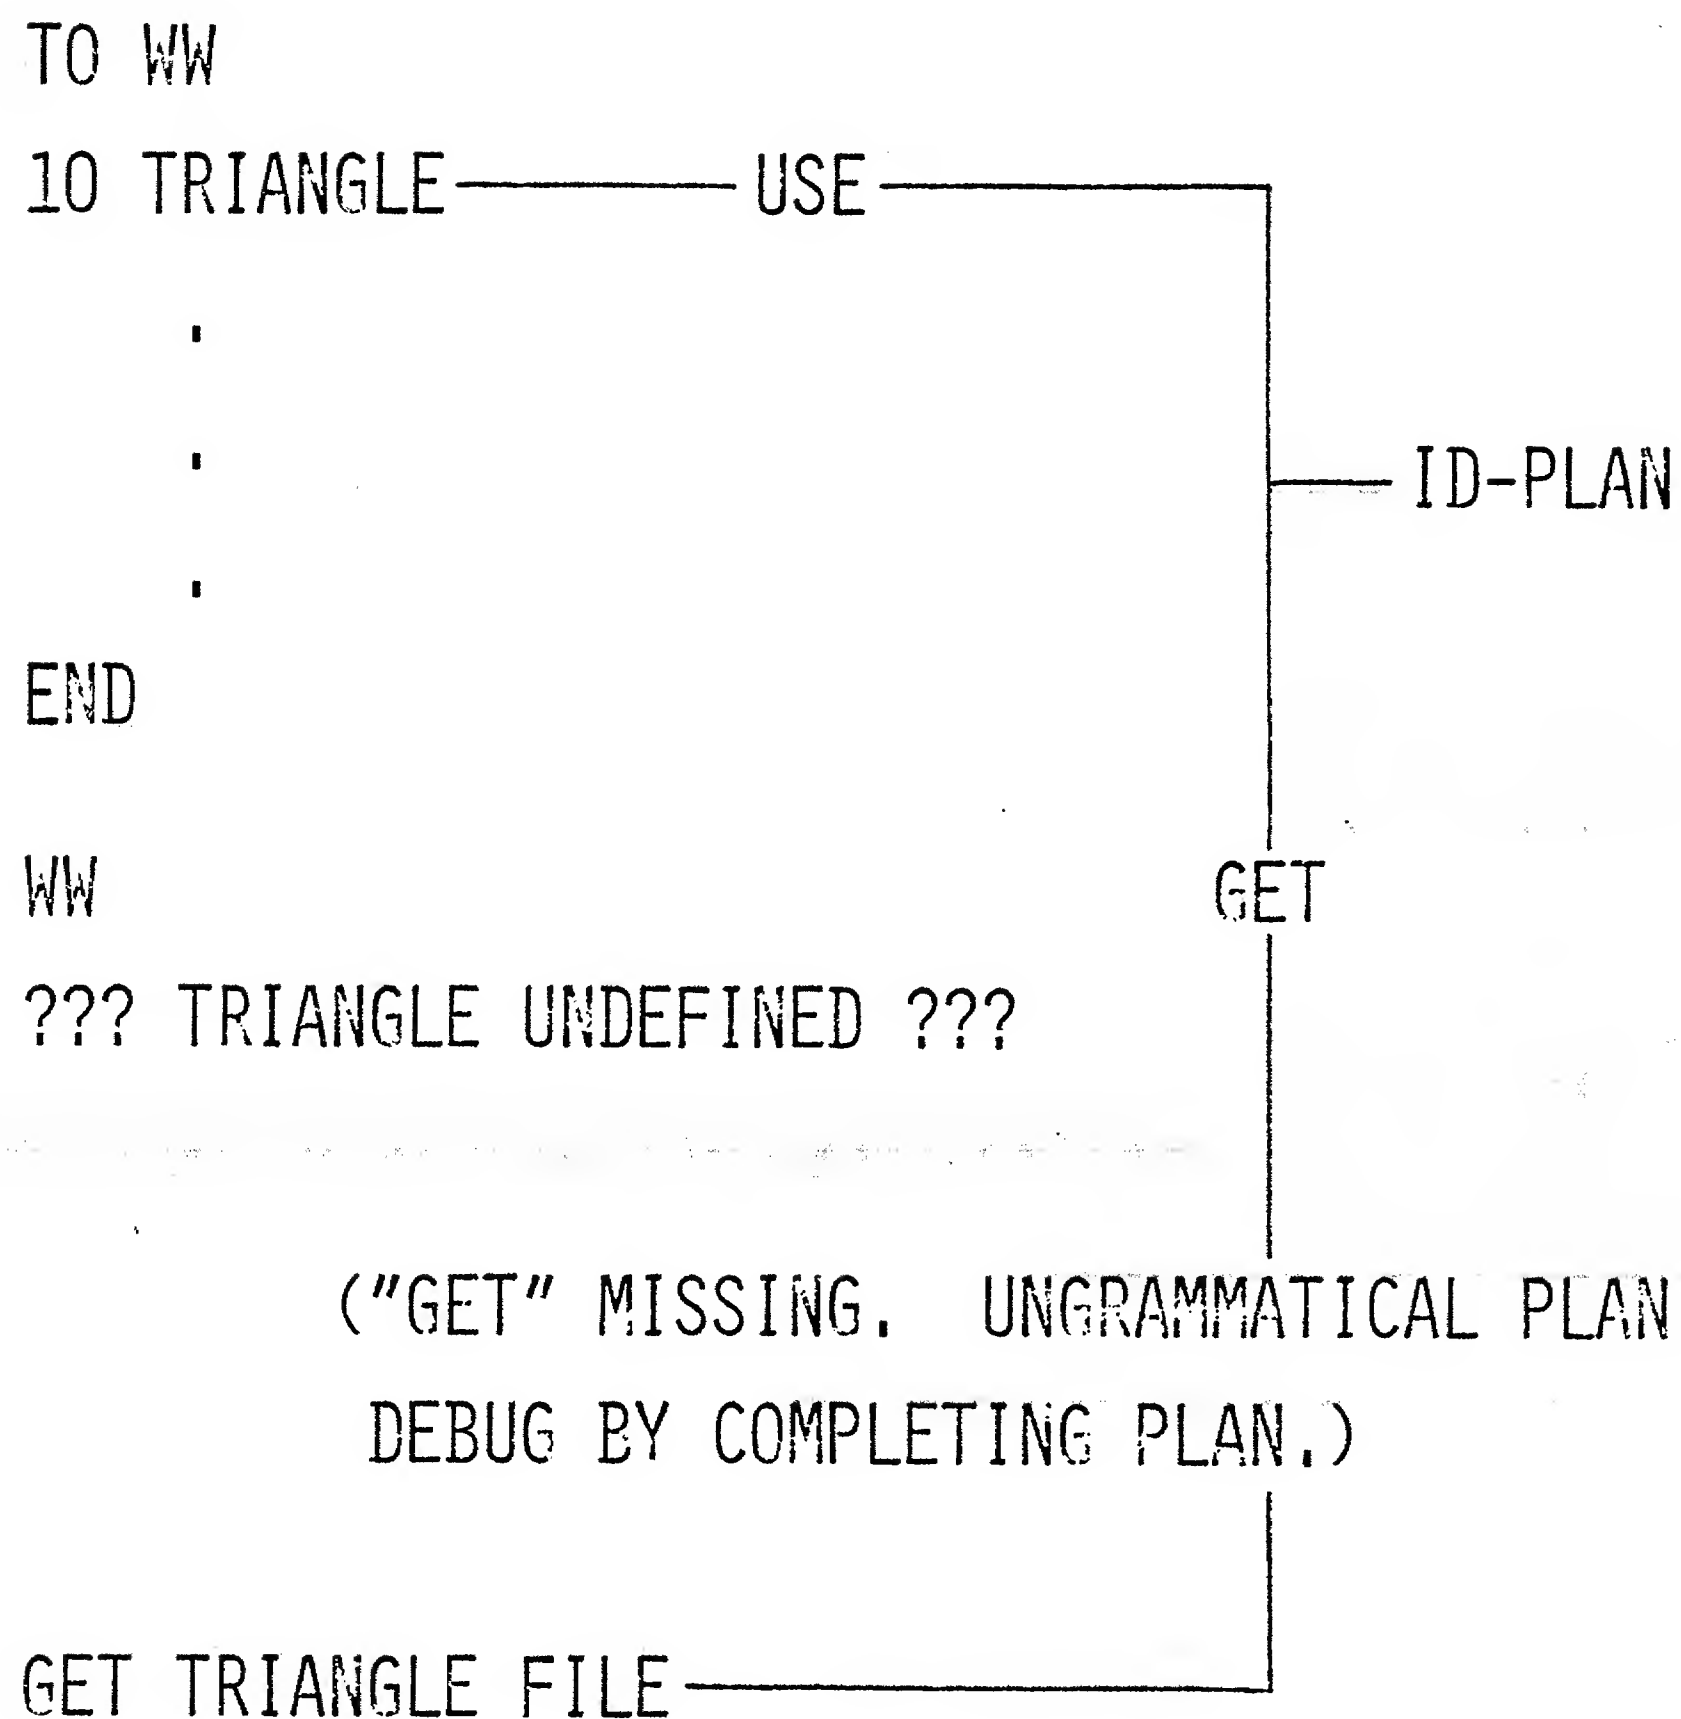 TO WW
10 TRIANGLE USE
.
.
ID-PLAN
.
END
WW GET
??? TRIANGLE UNDEFINED ???
("GET" MISSING. UNGRAMMATICAL PLAN
DEBUG BY COMPLETING PLAN.)
GET TRIANGLE FILE